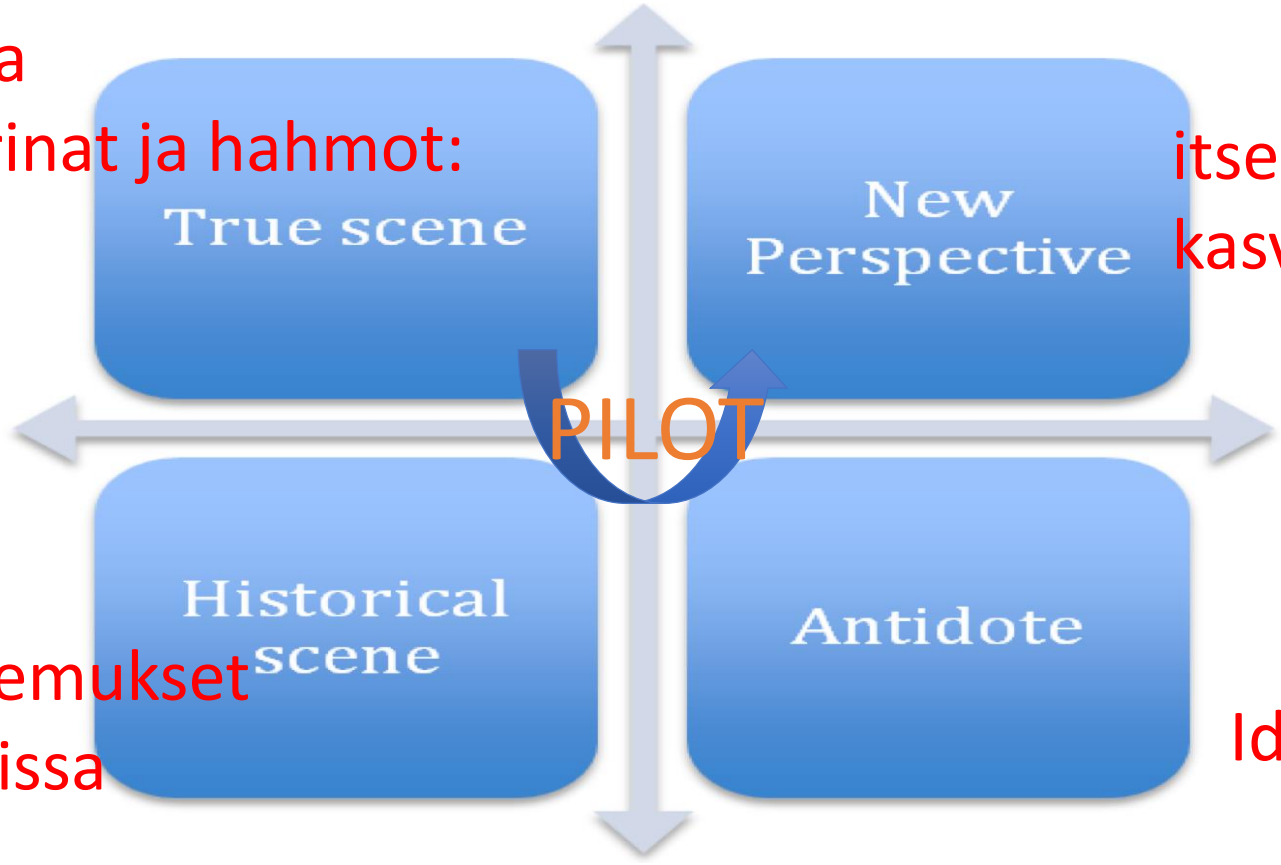 a
rinat ja hahmot:
True scene
New
Perspective
itse
kasv
PILOT
Historical
scene
emukset
issa
Antidote
Id